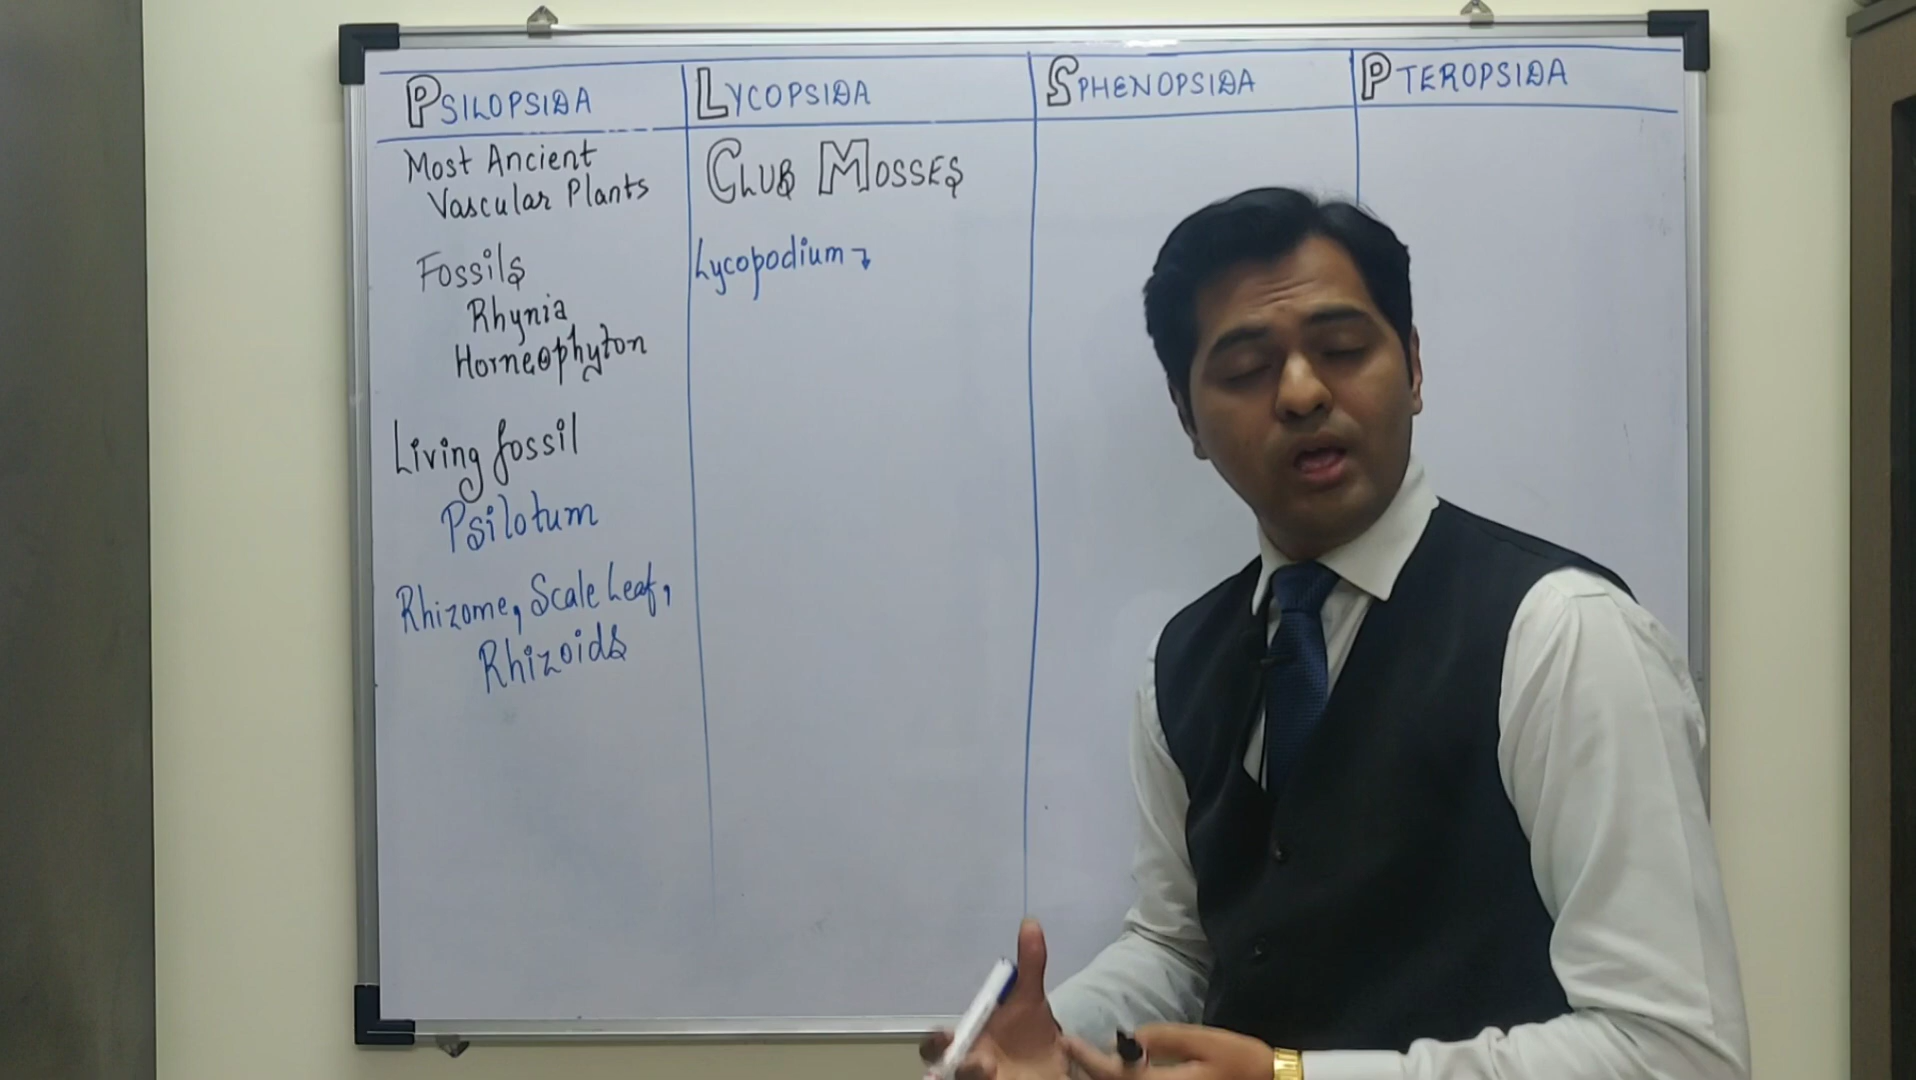 PSILOPSIDA
Most Ancient
Vascular Plants
Fossils
Rhynia
Horneophyton
Living fossil
Psilotum
Rhizome, Scale Leaf,
Rhizoids
LYCOPSIDA
CLUB MOSSES
Lycopodium
SPHENOPSIDA
PTEROPSIDA